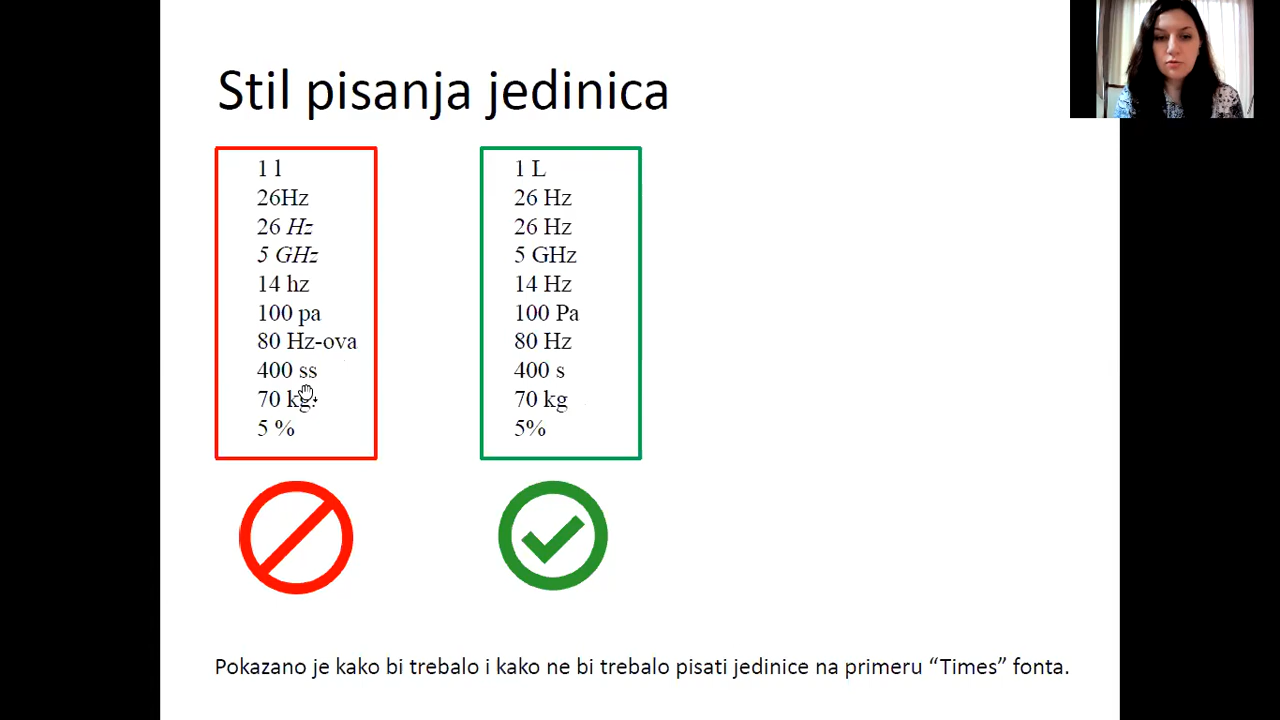 Stil pisanja jedinica
1 l
26Hz
26 Hz
5 GHz
14 hz
100 pa
80 Hz-ova
400 ss
70 kg.
5 %
1 L
26 Hz
26 Hz
5 GHz
14 Hz
100 Pa
80 Hz
400 s
70 kg
5%
Pokazano je kako bi trebalo i kako ne bi trebalo pisati jedinice na primeru “Times” fonta.